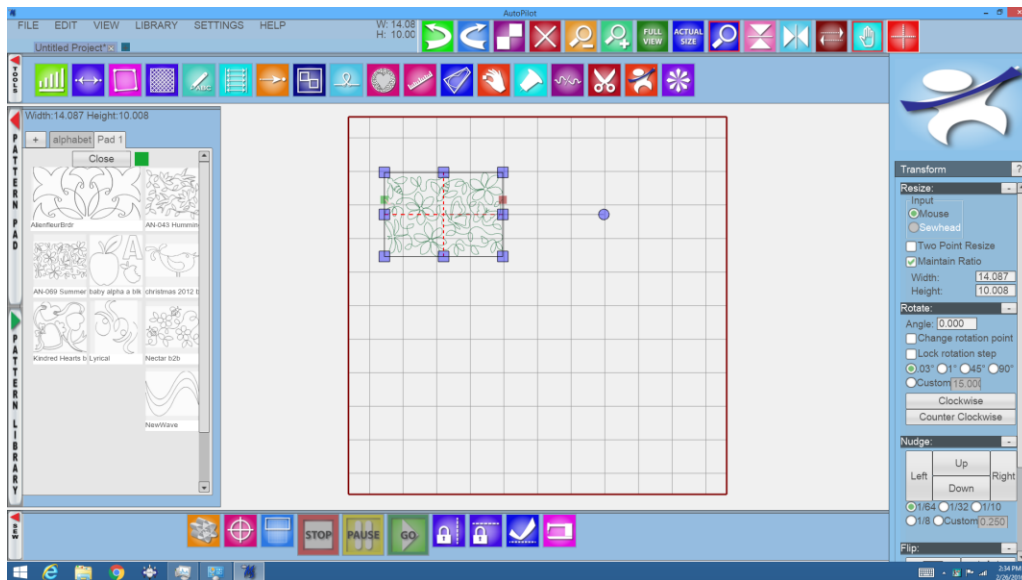 AutoPilot
FILE EDIT VIEW LIBRARY SETTINGS HELP
W: 14.08
H: 10.00
FULL VIEW
ACTUAL SIZE
Untitled Project*
TOOLS
ABC
Width:14.087 Height:10.008
PATTERN PAD
+ alphabet Pad 1
Close
AlienfleurBrdr
AN-043 Hummin
AN-069 Summer
baby alpha a blk
christmas 2012 b
Kindred Hearts b
Lyrical
Nectar b2b
NewWave
PATTERN LIBRARY
Transform ?
Resize: -
Input
Mouse
Sewhead
Two Point Resize
Maintain Ratio
Width: 14.087
Height: 10.008
Rotate: -
Angle: 0.000
Change rotation point
Lock rotation step
.03° 1° 45° 90°
Custom 15.000
Clockwise
Counter Clockwise
Nudge: -
Up
Left
Right
Down
1/64 1/32 1/10
1/8 Custom 0.250
Flip: -
SEW
STOP
PAUSE
GO
2:34 PM